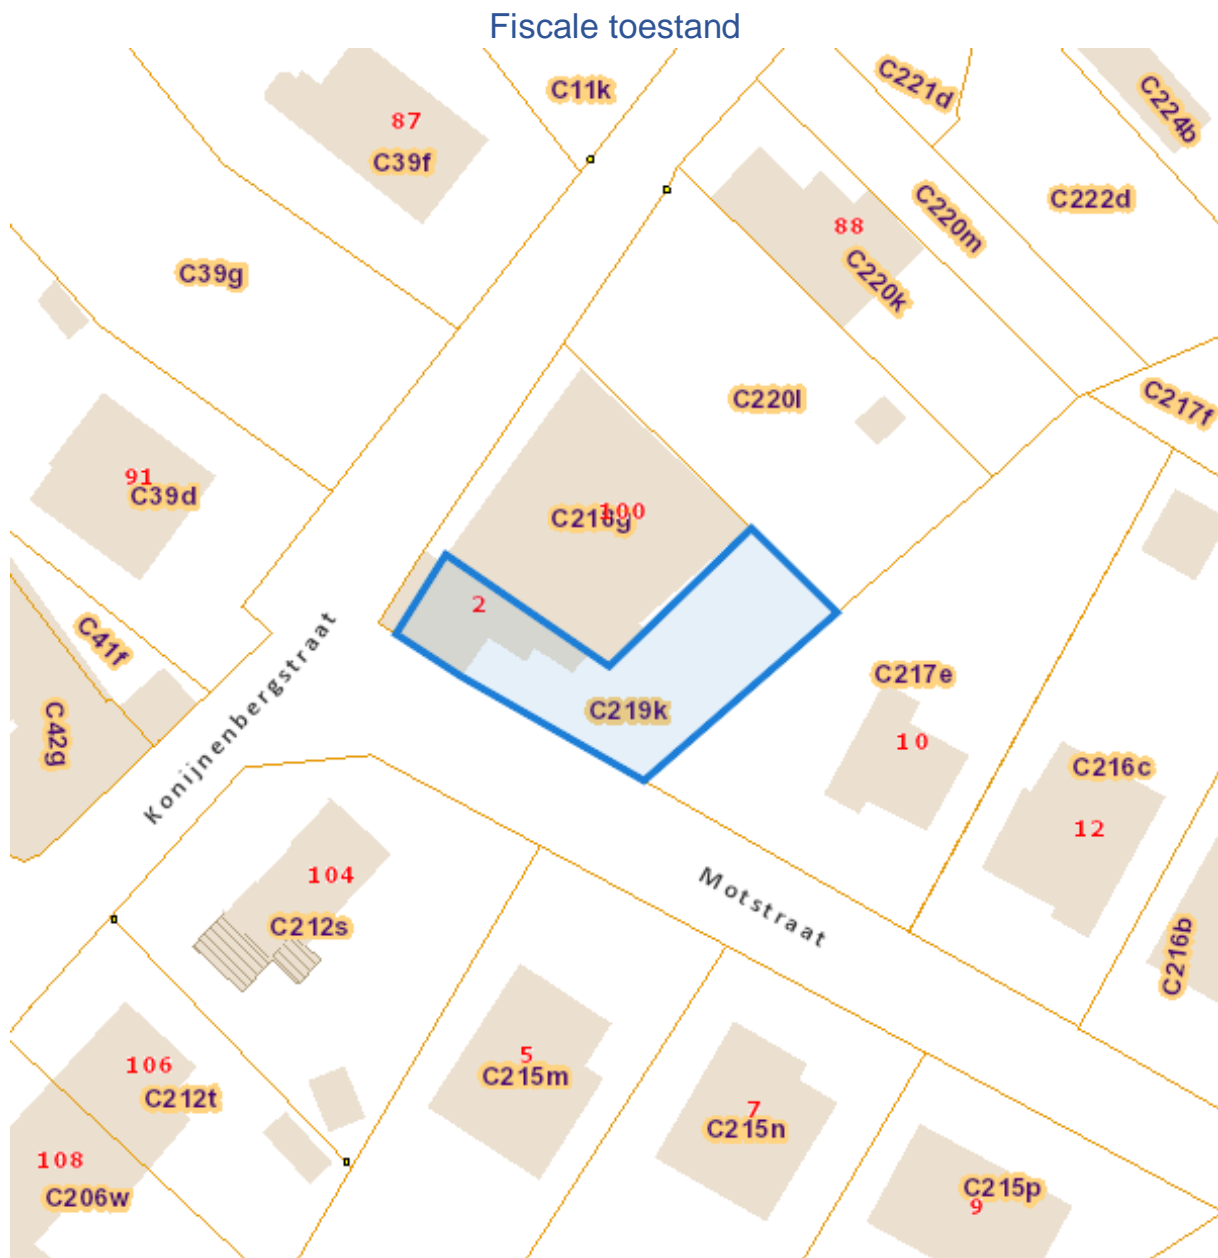 Fiscale toestand
C11k
C221d
C224b
87
C39f
C222d
C220m
88
C39g
C220k
C220l
C217f
91
C39d
100
2
C41f
C217e
C219k
C42g
10
Konijnenbergstraat
C216c
12
104
Motstraat
C212s
C216b
5
106
C215m
C212t
7
C215n
108
C206w
C215p
9